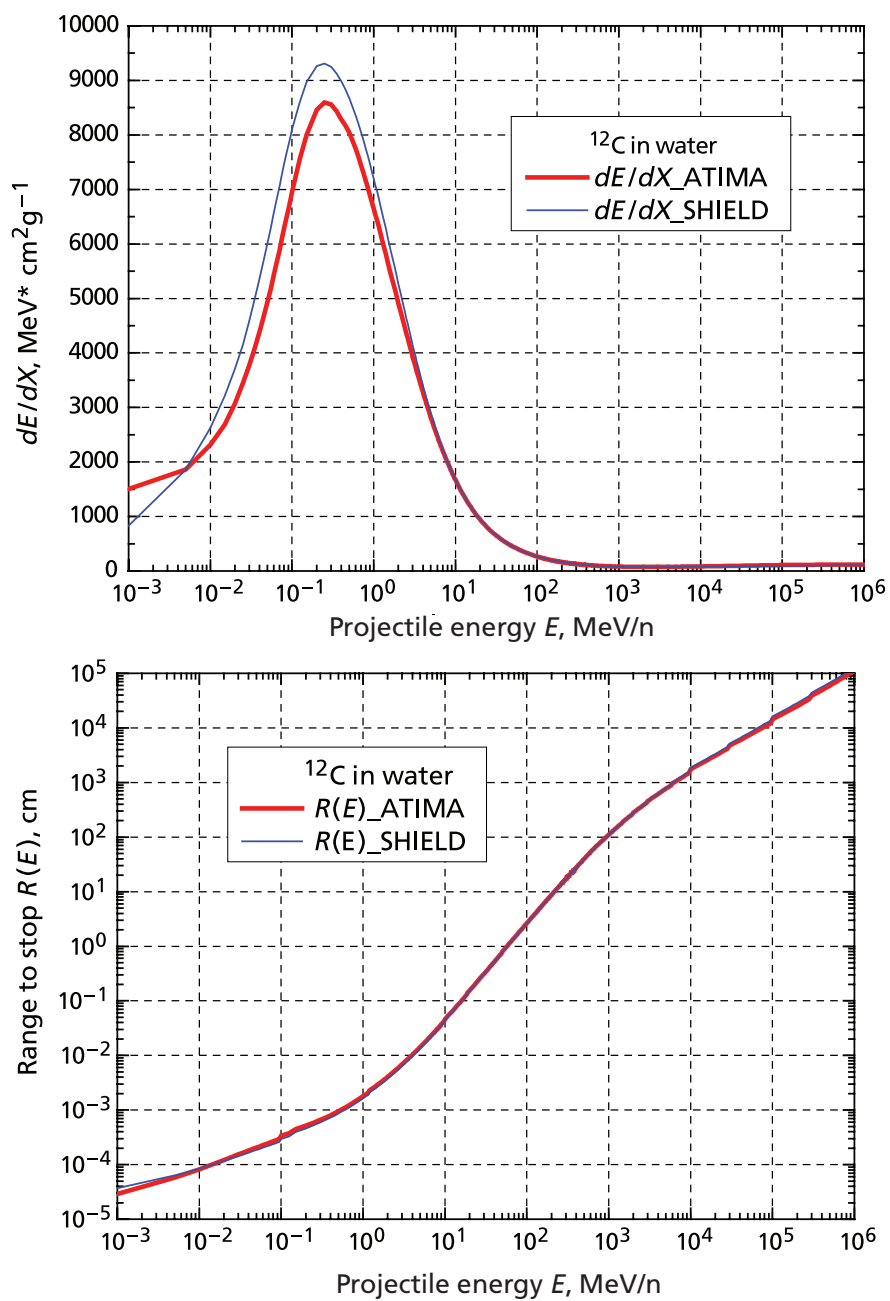 10000
9000
8000
7000
6000
5000
4000
3000
2000
1000
0
dE/dX, MeV* cm²g⁻¹
¹²C in water
dE/dX_ATIMA
dE/dX_SHIELD
10⁻³ 10⁻² 10⁻¹ 10⁰ 10¹ 10² 10³ 10⁴ 10⁵ 10⁶
Projectile energy E, MeV/n
10⁵
10⁴
10³
10²
10¹
10⁰
10⁻¹
10⁻²
10⁻³
10⁻⁴
10⁻⁵
Range to stop R(E), cm
¹²C in water
R(E)_ATIMA
R(E)_SHIELD
10⁻³ 10⁻² 10⁻¹ 10⁰ 10¹ 10² 10³ 10⁴ 10⁵ 10⁶
Projectile energy E, MeV/n